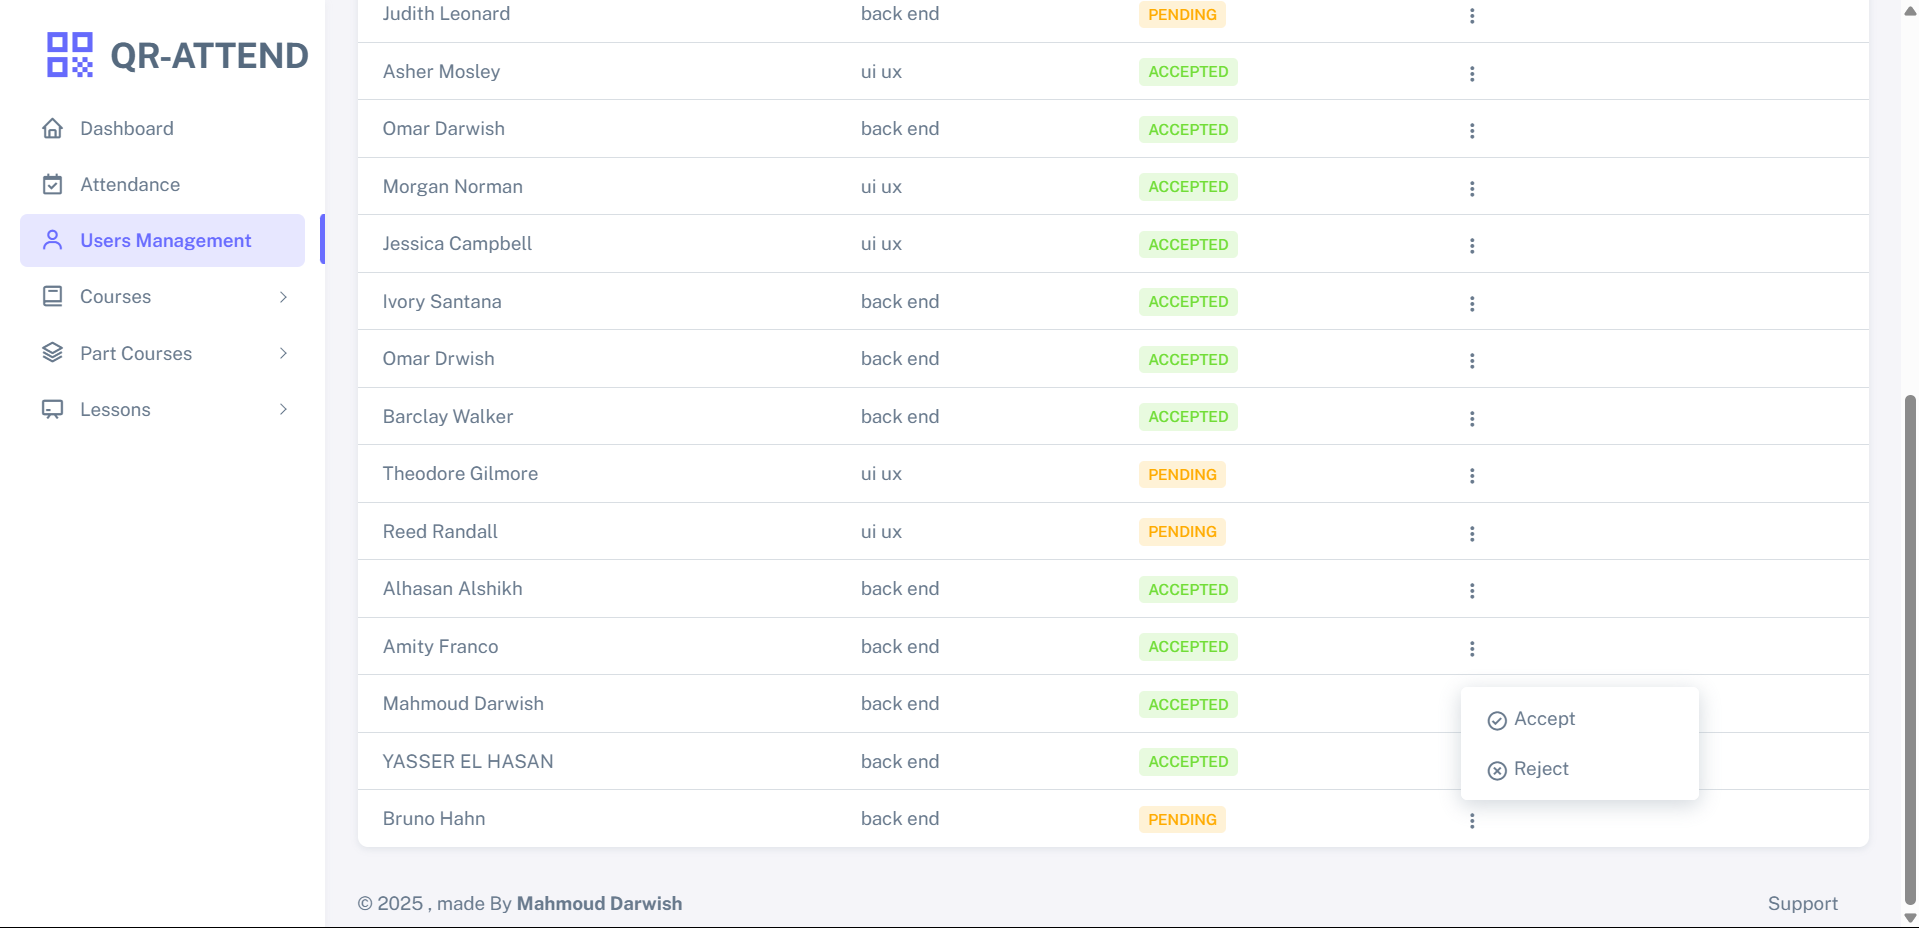 QR-ATTEND
Dashboard
Attendance
Users Management
Courses
Part Courses
Lessons
Judith Leonard back end PENDING
Asher Mosley ui ux ACCEPTED
Omar Darwish back end ACCEPTED
Morgan Norman ui ux ACCEPTED
Jessica Campbell ui ux ACCEPTED
Ivory Santana back end ACCEPTED
Omar Drwish back end ACCEPTED
Barclay Walker back end ACCEPTED
Theodore Gilmore ui ux PENDING
Reed Randall ui ux PENDING
Alhasan Alshikh back end ACCEPTED
Amity Franco back end ACCEPTED
Mahmoud Darwish back end ACCEPTED
Accept
YASSER EL HASAN back end ACCEPTED
Reject
Bruno Hahn back end PENDING
© 2025 , made By Mahmoud Darwish Support